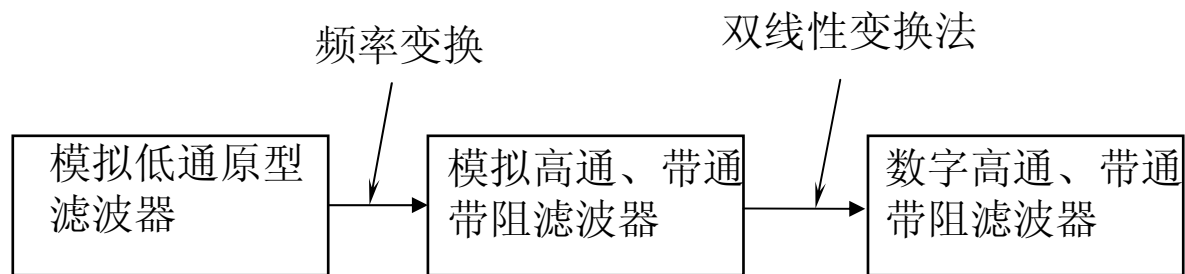 频率变换
双线性变换法
模拟低通原型
滤波器
模拟高通、带通
带阻滤波器
数字高通、带通
带阻滤波器